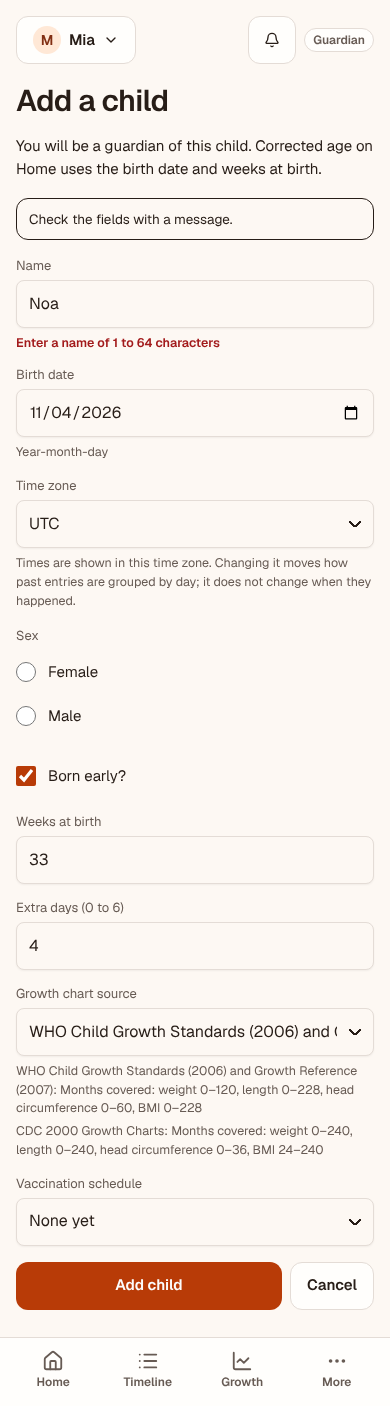 M Mia
Guardian
Add a child
You will be a guardian of this child. Corrected age on
Home uses the birth date and weeks at birth.
Check the fields with a message.
Name
Noa
Enter a name of 1 to 64 characters
Birth date
11/04/2026
Year-month-day
Time zone
UTC
Times are shown in this time zone. Changing it moves how
past entries are grouped by day; it does not change when they
happened.
Sex
Female
Male
Born early?
Weeks at birth
33
Extra days (0 to 6)
4
Growth chart source
WHO Child Growth Standards (2006) and
WHO Child Growth Standards (2006) and Growth Reference
(2007): Months covered: weight 0–120, length 0–228, head
circumference 0–60, BMI 0–228
CDC 2000 Growth Charts: Months covered: weight 0–240,
length 0–240, head circumference 0–36, BMI 24–240
Vaccination schedule
None yet
Add child
Cancel
Home
Timeline
Growth
More